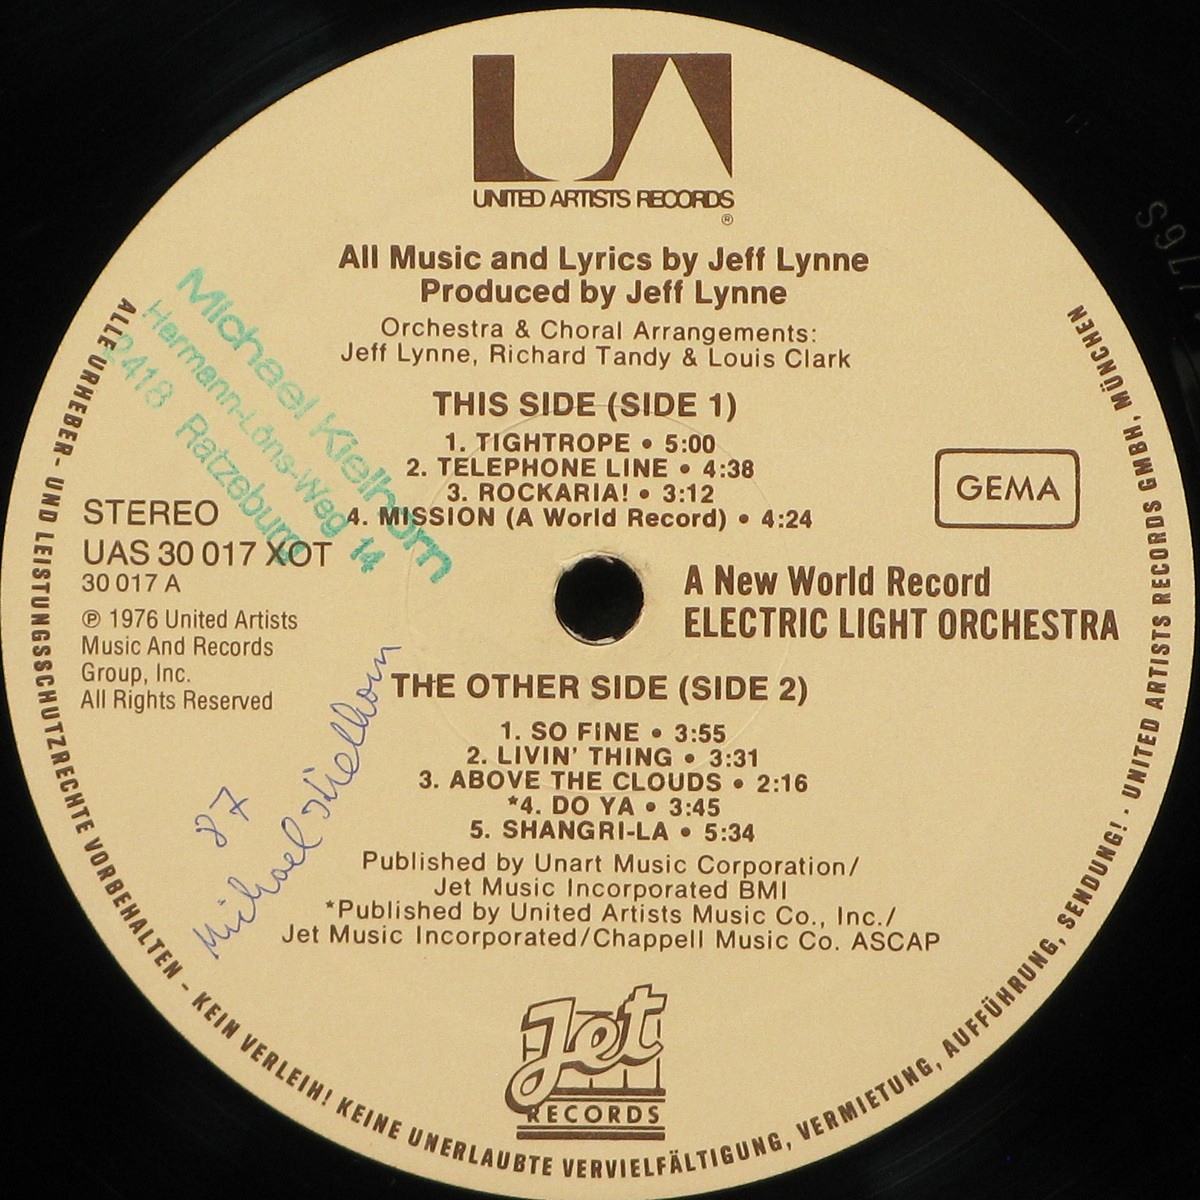 UNITED ARTISTS RECORDS
®
All Music and Lyrics by Jeff Lynne
Produced by Jeff Lynne
Orchestra & Choral Arrangements:
Jeff Lynne, Richard Tandy & Louis Clark
THIS SIDE (SIDE 1)
1. TIGHTROPE • 5:00
2. TELEPHONE LINE • 4:38
3. ROCKARIA! • 3:12
4. MISSION (A World Record) • 4:24
Michael Kielhorn
Hermann-Löns-Weg 14
2418 Ratzeburg
STEREO
UAS 30 017 XOT
30 017 A
℗ 1976 United Artists
Music And Records
Group, Inc.
All Rights Reserved
GEMA
A New World Record
ELECTRIC LIGHT ORCHESTRA
THE OTHER SIDE (SIDE 2)
1. SO FINE • 3:55
2. LIVIN' THING • 3:31
3. ABOVE THE CLOUDS • 2:16
*4. DO YA • 3:45
5. SHANGRI-LA • 5:34
87
Michael Kielhorn
Published by Unart Music Corporation/
Jet Music Incorporated BMI
*Published by United Artists Music Co., Inc./
Jet Music Incorporated/Chappell Music Co. ASCAP
Jet
RECORDS
ALLE URHEBER- UND LEISTUNGSSCHUTZRECHTE VORBEHALTEN - KEIN VERLEIH! KEINE UNERLAUBTE VERVIELFÄLTIGUNG, VERMIETUNG, AUFFÜHRUNG, SENDUNG! · UNITED ARTISTS RECORDS GMBH, MÜNCHEN